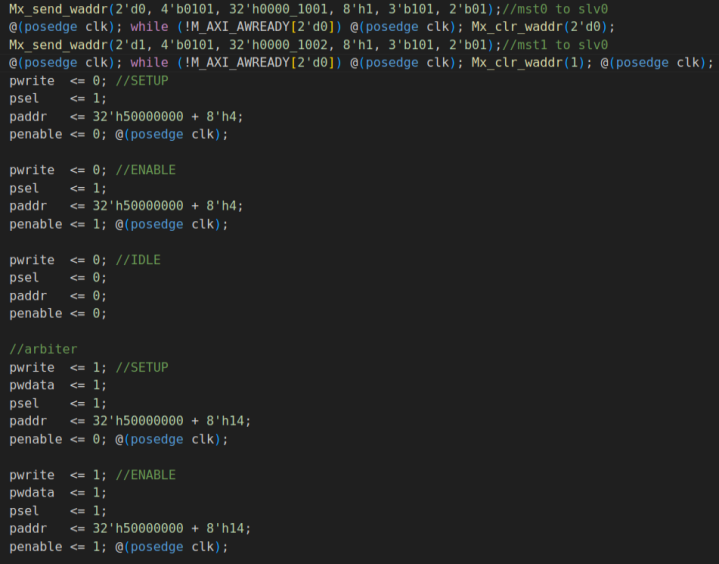 Mx_send_waddr(2'd0, 4'b0101, 32'h0000_1001, 8'h1, 3'b101, 2'b01);//mst0 to slv0
@(posedge clk); while (!M_AXI_AWREADY[2'd0]) @(posedge clk); Mx_clr_waddr(2'd0);
Mx_send_waddr(2'd1, 4'b0101, 32'h0000_1002, 8'h1, 3'b101, 2'b01);//mst1 to slv0
@(posedge clk); while (!M_AXI_AWREADY[2'd0]) @(posedge clk); Mx_clr_waddr(1); @(posedge clk);
pwrite  <= 0; //SETUP
psel    <= 1;
paddr   <= 32'h50000000 + 8'h4;
penable <= 0; @(posedge clk);

pwrite  <= 0; //ENABLE
psel    <= 1;
paddr   <= 32'h50000000 + 8'h4;
penable <= 1; @(posedge clk);

pwrite  <= 0; //IDLE
psel    <= 0;
paddr   <= 0;
penable <= 0;

//arbiter
pwrite  <= 1; //SETUP
pwdata  <= 1;
psel    <= 1;
paddr   <= 32'h50000000 + 8'h14;
penable <= 0; @(posedge clk);

pwrite  <= 1; //ENABLE
pwdata  <= 1;
psel    <= 1;
paddr   <= 32'h50000000 + 8'h14;
penable <= 1; @(posedge clk);